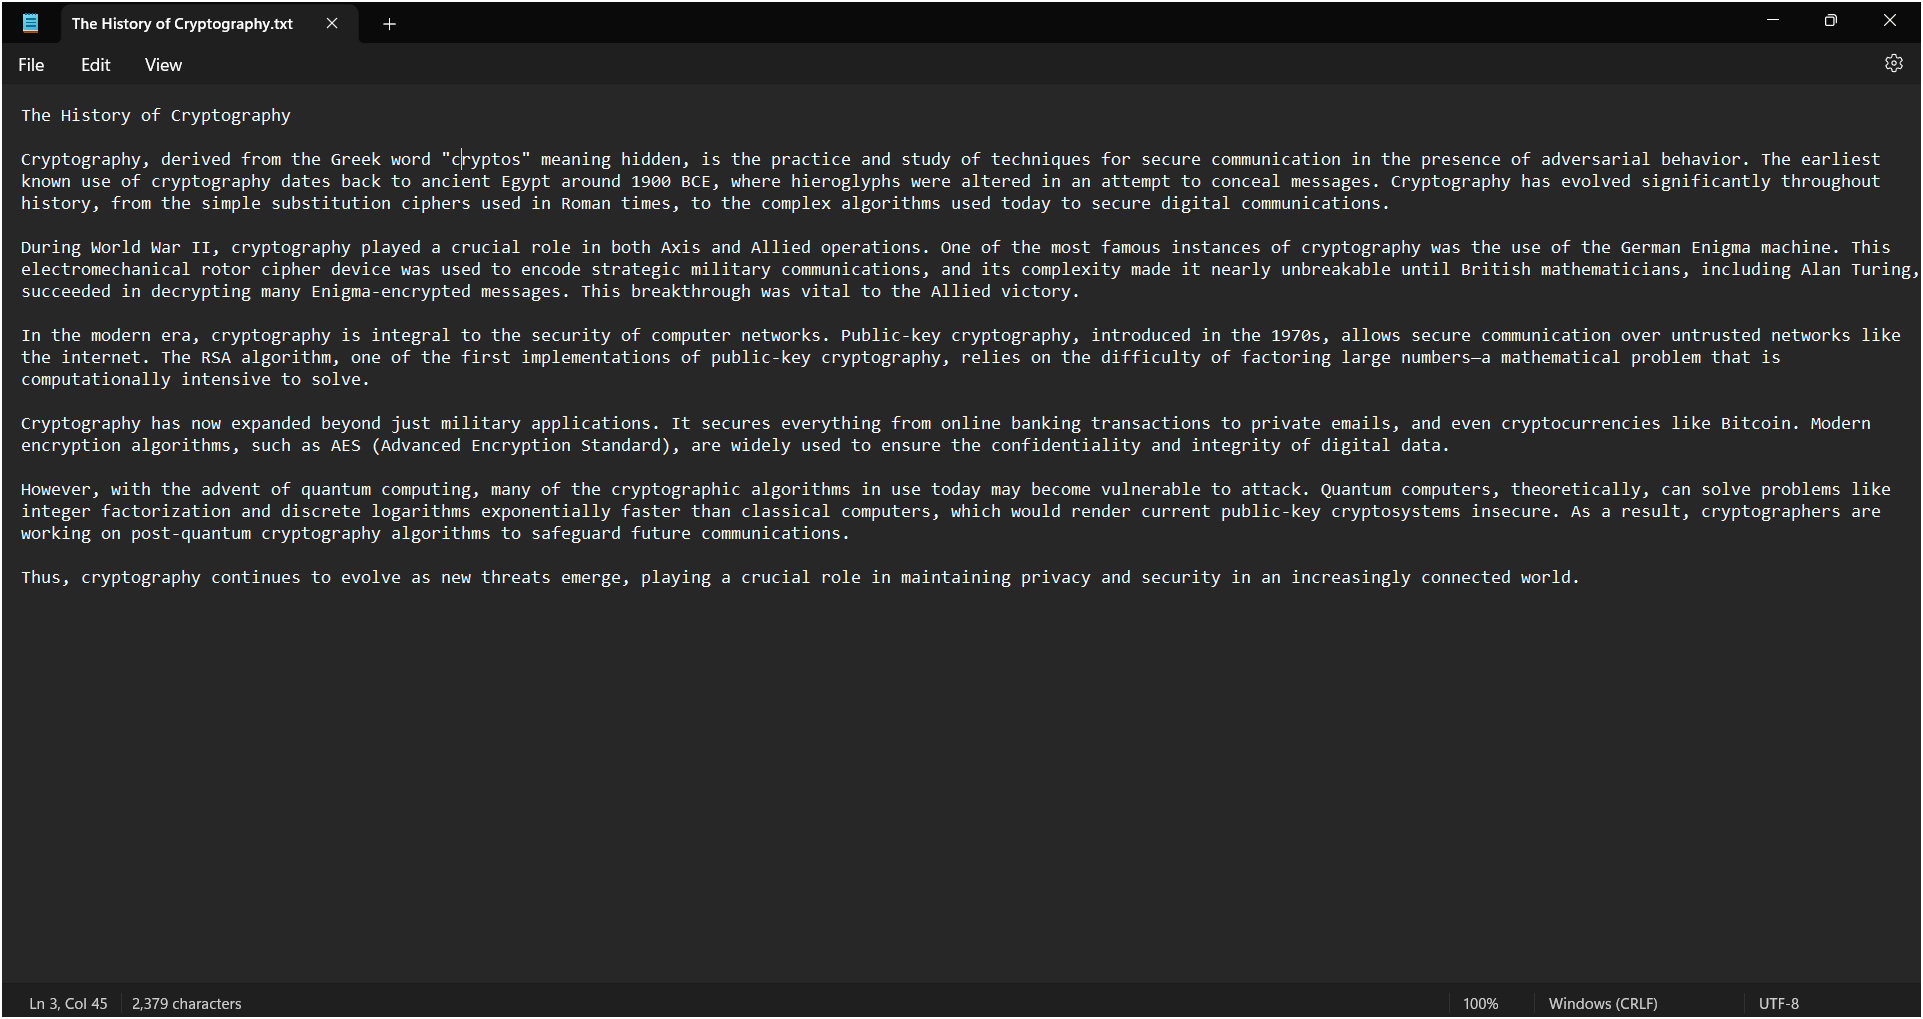 The History of Cryptography.txt
File Edit View
The History of Cryptography
Cryptography, derived from the Greek word "cryptos" meaning hidden, is the practice and study of techniques for secure communication in the presence of adversarial behavior. The earliest
known use of cryptography dates back to ancient Egypt around 1900 BCE, where hieroglyphs were altered in an attempt to conceal messages. Cryptography has evolved significantly throughout
history, from the simple substitution ciphers used in Roman times, to the complex algorithms used today to secure digital communications.
During World War II, cryptography played a crucial role in both Axis and Allied operations. One of the most famous instances of cryptography was the use of the German Enigma machine. This
electromechanical rotor cipher device was used to encode strategic military communications, and its complexity made it nearly unbreakable until British mathematicians, including Alan Turing,
succeeded in decrypting many Enigma-encrypted messages. This breakthrough was vital to the Allied victory.
In the modern era, cryptography is integral to the security of computer networks. Public-key cryptography, introduced in the 1970s, allows secure communication over untrusted networks like
the internet. The RSA algorithm, one of the first implementations of public-key cryptography, relies on the difficulty of factoring large numbers—a mathematical problem that is
computationally intensive to solve.
Cryptography has now expanded beyond just military applications. It secures everything from online banking transactions to private emails, and even cryptocurrencies like Bitcoin. Modern
encryption algorithms, such as AES (Advanced Encryption Standard), are widely used to ensure the confidentiality and integrity of digital data.
However, with the advent of quantum computing, many of the cryptographic algorithms in use today may become vulnerable to attack. Quantum computers, theoretically, can solve problems like
integer factorization and discrete logarithms exponentially faster than classical computers, which would render current public-key cryptosystems insecure. As a result, cryptographers are
working on post-quantum cryptography algorithms to safeguard future communications.
Thus, cryptography continues to evolve as new threats emerge, playing a crucial role in maintaining privacy and security in an increasingly connected world.
Ln 3, Col 45 2,379 characters 100% Windows (CRLF) UTF-8